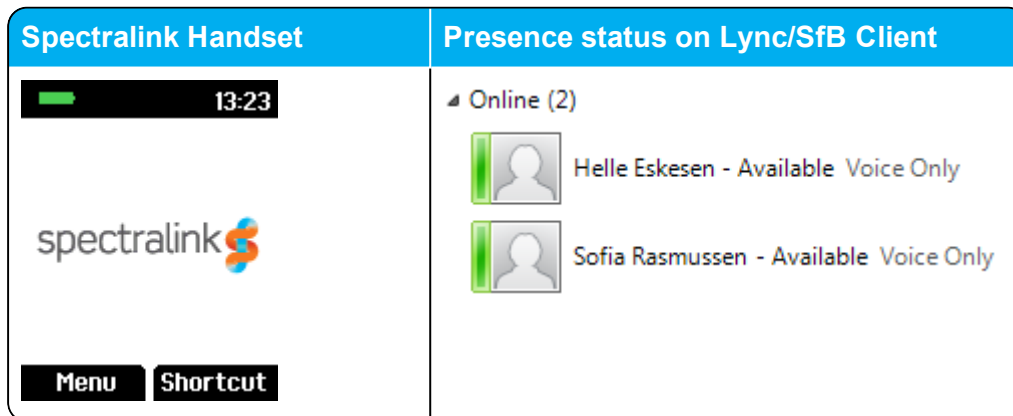 Spectralink Handset
Presence status on Lync/SfB Client
13:23
spectralink
Menu Shortcut
Online (2)
Helle Eskesen - Available Voice Only
Sofia Rasmussen - Available Voice Only